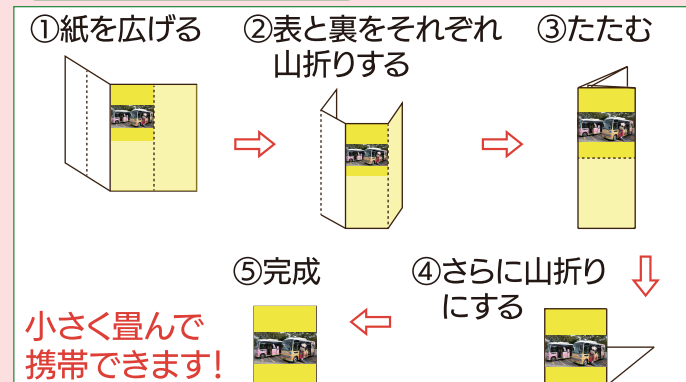 ①紙を広げる
②表と裏をそれぞれ
山折りする
③たたむ
④さらに山折り
にする
⑤完成
小さく畳んで
携帯できます!